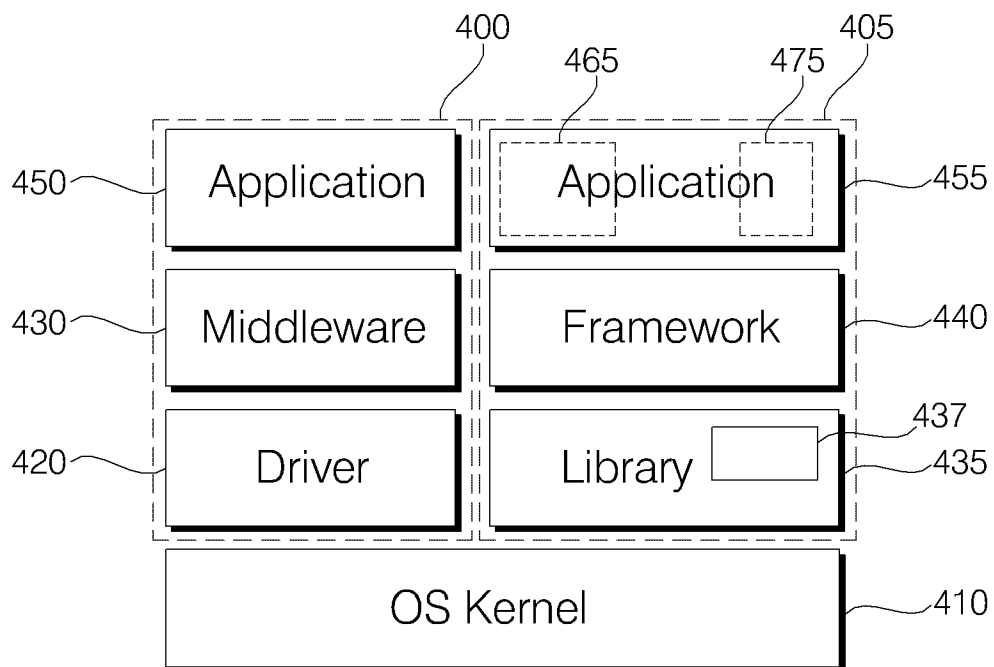 400 405
465 475
450 Application Application 455
430 Middleware Framework 440
437
420 Driver Library 435
OS Kernel 410